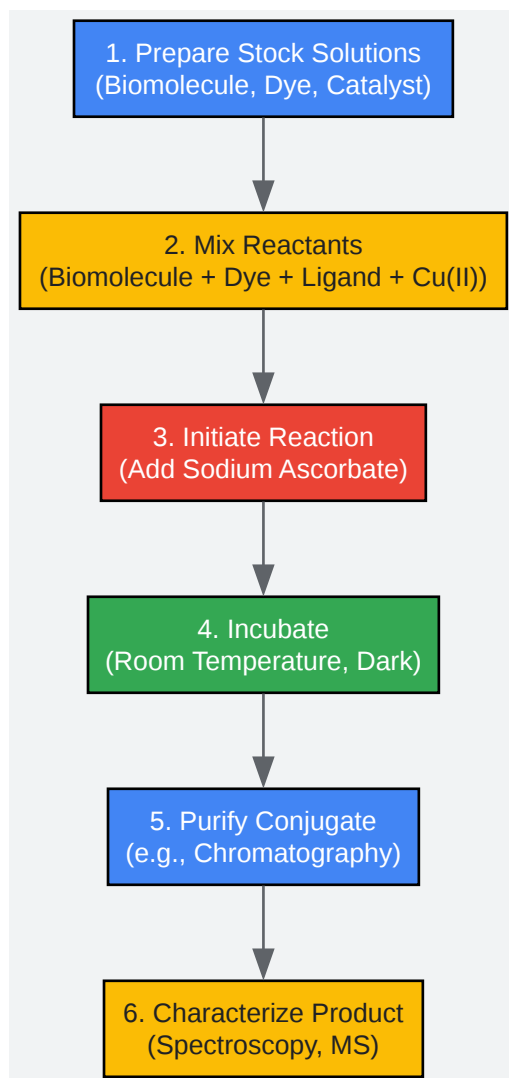 1. Prepare Stock Solutions
(Biomolecule, Dye, Catalyst)
2. Mix Reactants
(Biomolecule + Dye + Ligand + Cu(II))
3. Initiate Reaction
(Add Sodium Ascorbate)
4. Incubate
(Room Temperature, Dark)
5. Purify Conjugate
(e.g., Chromatography)
6. Characterize Product
(Spectroscopy, MS)